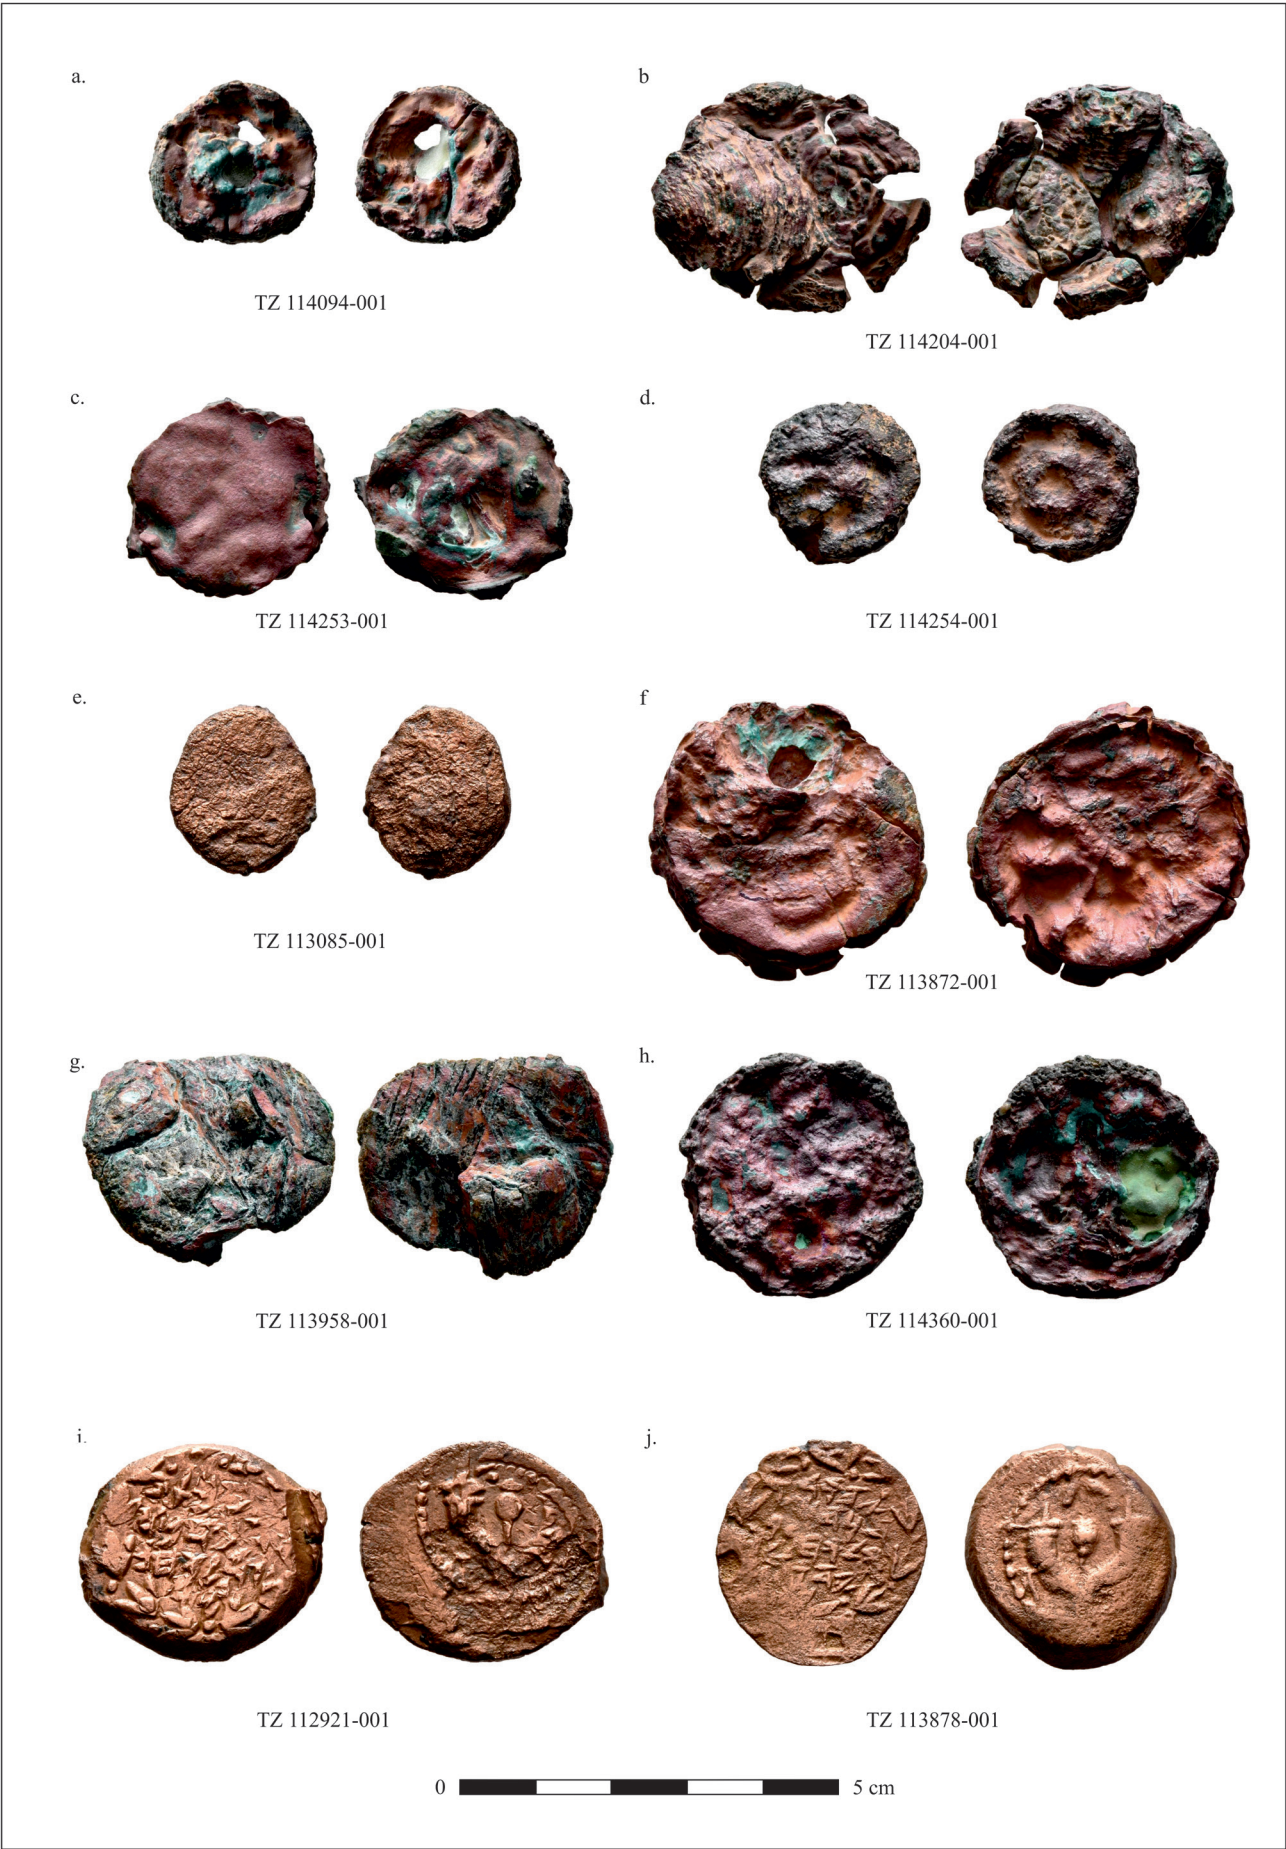 a.
b
TZ 114094-001
TZ 114204-001
c.
d.
TZ 114253-001
TZ 114254-001
e.
f
TZ 113085-001
TZ 113872-001
g.
h.
TZ 113958-001
TZ 114360-001
i.
j.
TZ 112921-001
TZ 113878-001
0
5 cm